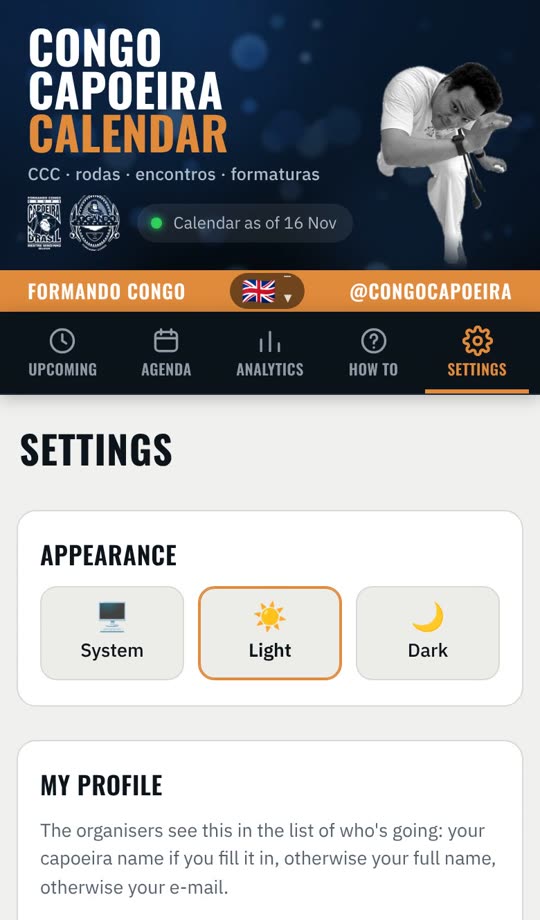 CONGO
CAPOEIRA
CALENDAR
CCC · rodas · encontros · formaturas
CAPOEIRA
BRASIL
Calendar as of 16 Nov
FORMANDO CONGO
@CONGOCAPOEIRA
UPCOMING
AGENDA
ANALYTICS
HOW TO
SETTINGS
SETTINGS
APPEARANCE
System
Light
Dark
MY PROFILE
The organisers see this in the list of who's going: your
capoeira name if you fill it in, otherwise your full name,
otherwise your e-mail.